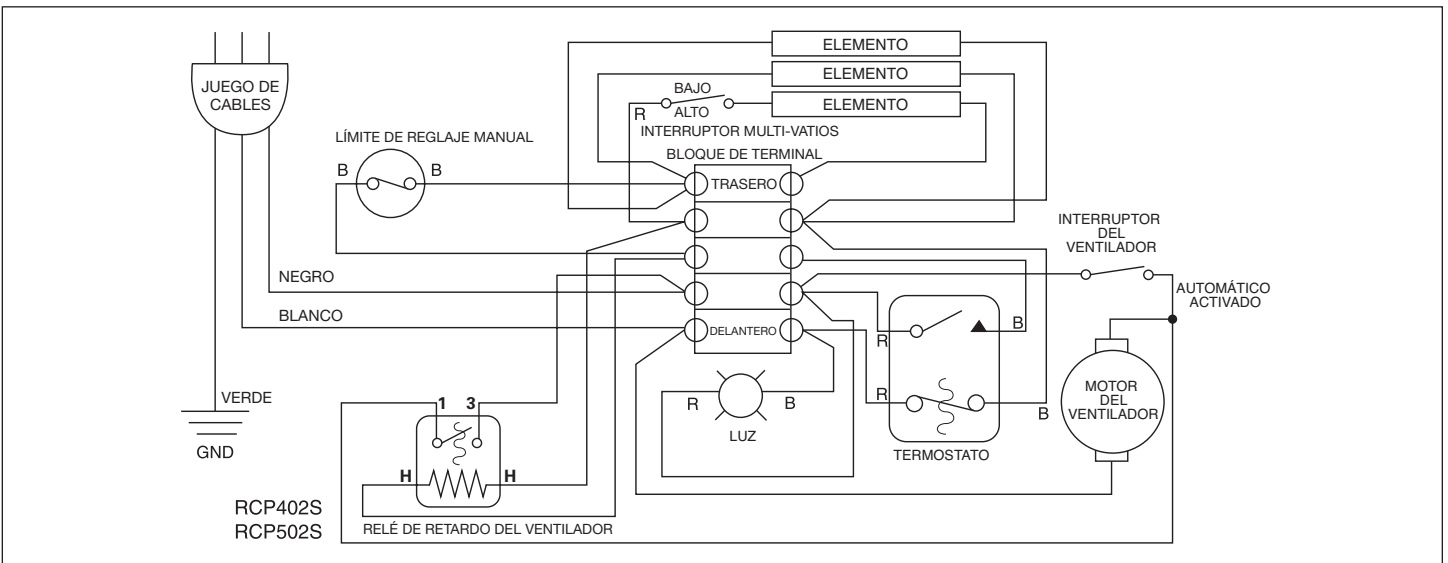 JUEGO DE
CABLES
LÍMITE DE REGLAJE MANUAL
B
B
ELEMENTO
ELEMENTO
ELEMENTO
BAJO
R
ALTO
INTERRUPTOR MULTI-VATIOS
BLOQUE DE TERMINAL
TRASERO
DELANTERO
NEGRO
BLANCO
VERDE
GND
INTERRUPTOR
DEL
VENTILADOR
AUTOMÁTICO
ACTIVADO
R
B
R
B
TERMOSTATO
MOTOR
DEL
VENTILADOR
R
B
LUZ
1
3
H
H
RELÉ DE RETARDO DEL VENTILADOR
RCP402S
RCP502S